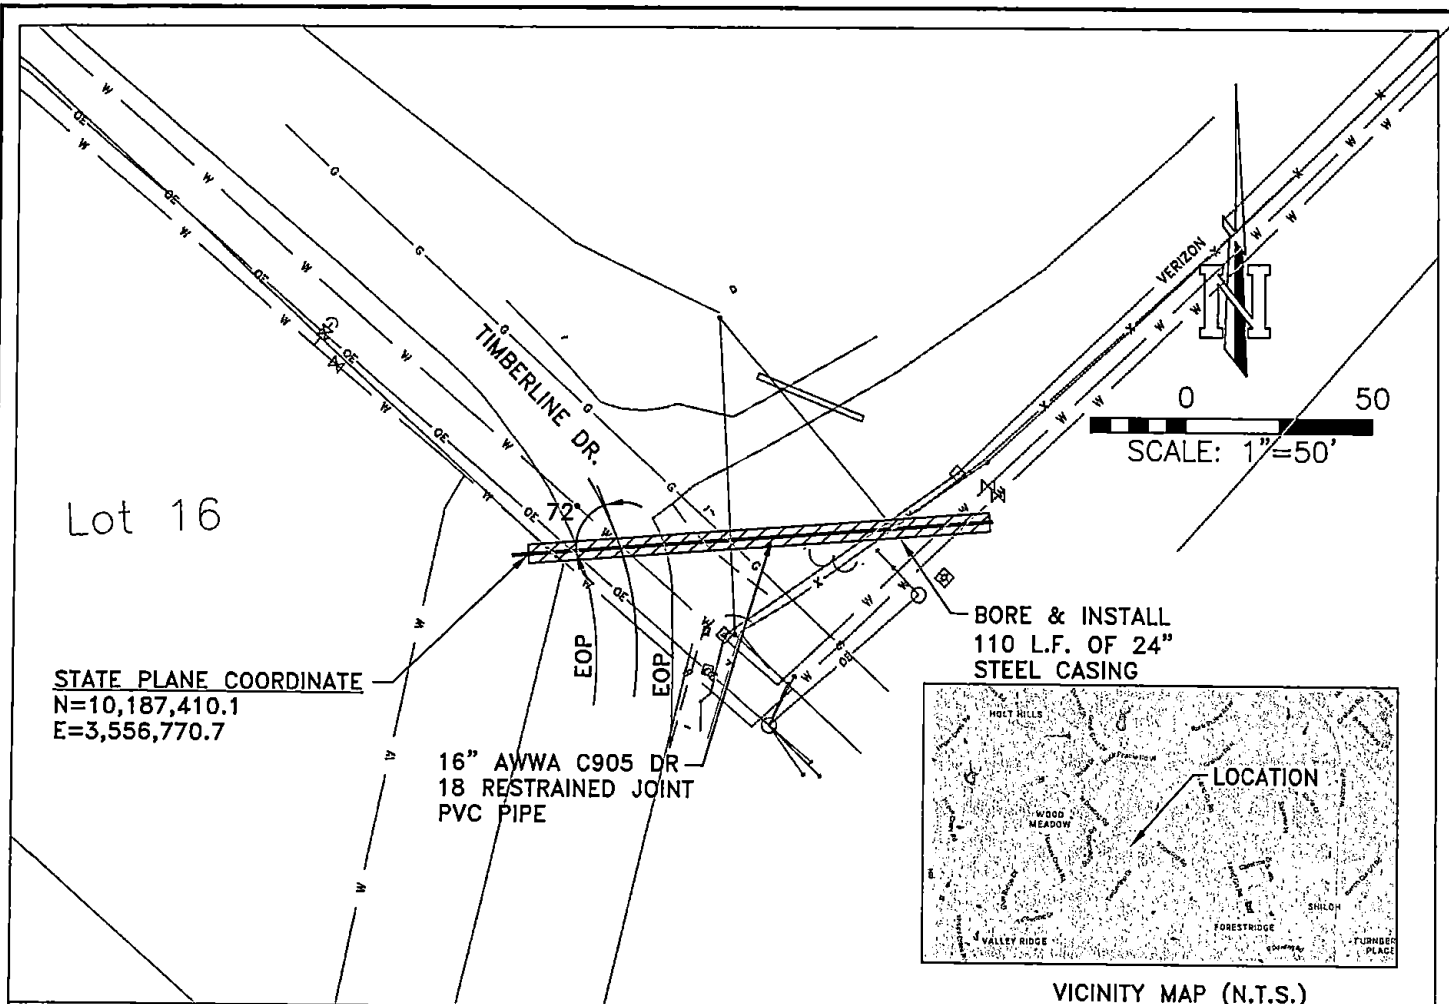 VERIZON
N
0 50
SCALE: 1"=50'
TIMBERLINE DR.
Lot 16
72°
EOP
EOP
STATE PLANE COORDINATE
N=10,187,410.1
E=3,556,770.7
16" AWWA C905 DR
18 RESTRAINED JOINT
PVC PIPE
BORE & INSTALL
110 L.F. OF 24"
STEEL CASING
HOLT HILLS
LOCATION
WOOD
MEADOW
SHILOH
FORESTRIDGE
VALLEY RIDGE
PLACE
VICINITY MAP (N.T.S.)